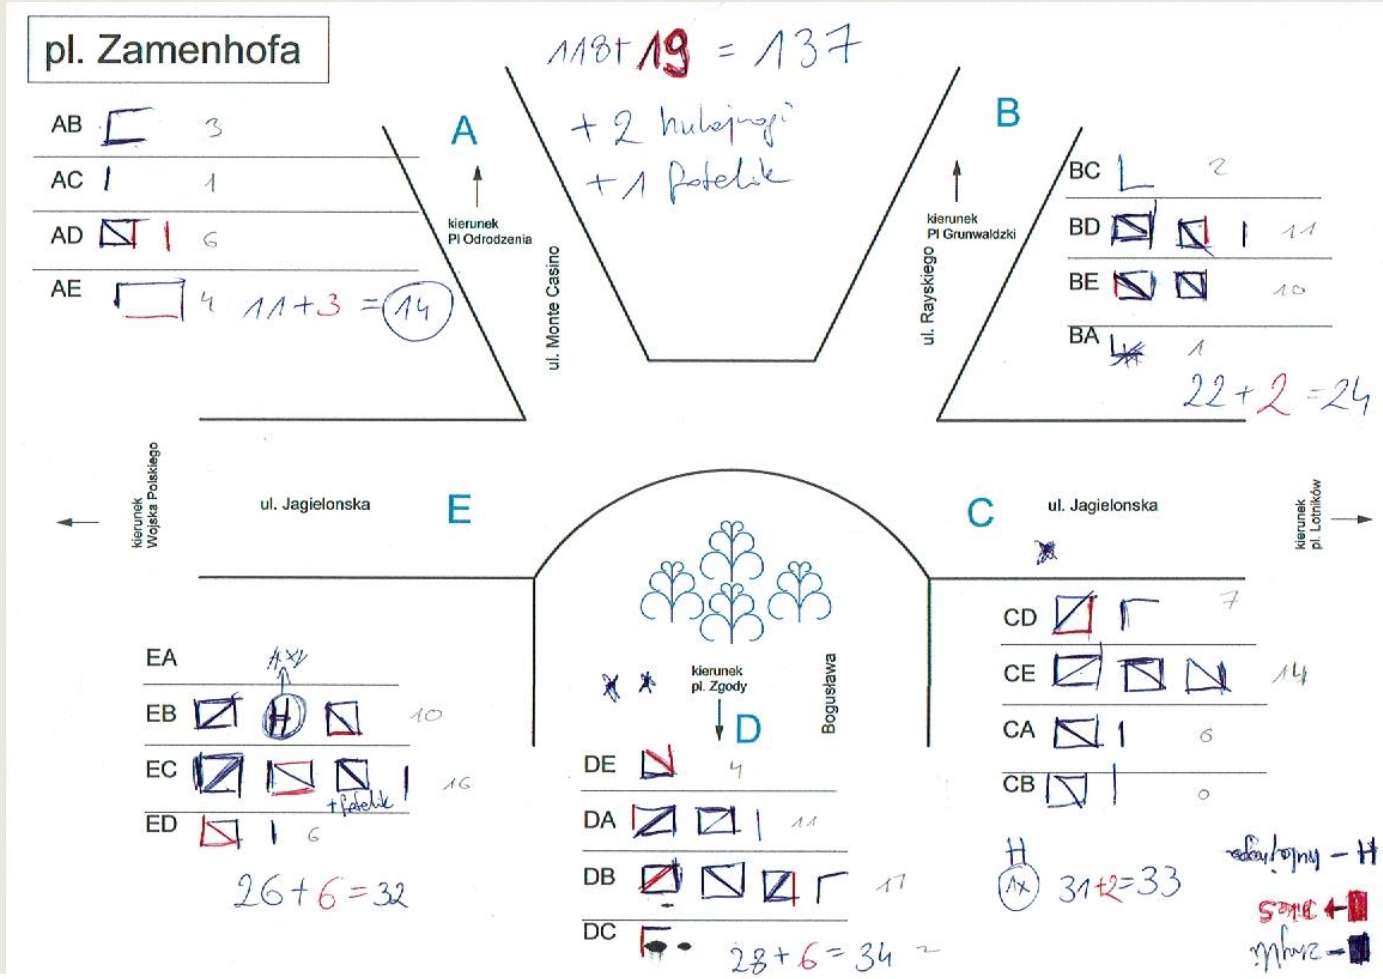 pl. Zamenhofa
118+19 = 137
+ 2 hulajnogi
+ 1 fotelik
AB 3
AC 1
AD 6
AE 4 11+3 = 14
A
kierunek
Pl Odrodzenia
ul. Monte Casino
B
kierunek
Pl Grunwaldzki
ul. Rayskiego
BC 2
BD 11
BE 10
BA 1
22+2 = 24
kierunek
Wojska Polskiego
ul. Jagielonska
E
C
ul. Jagielonska
kierunek
pl. Lotników
EA
EB H 10
EC 16
+ fotelik
ED 6
26+6 = 32
kierunek
pl. Zgody
D
Bogusława
DE 4
DA 11
DB 17
DC
28+6 = 34
CD 7
CE 14
CA 6
CB
H
1x 31+2=33
H - hulajnoga
BikeS
zwykli